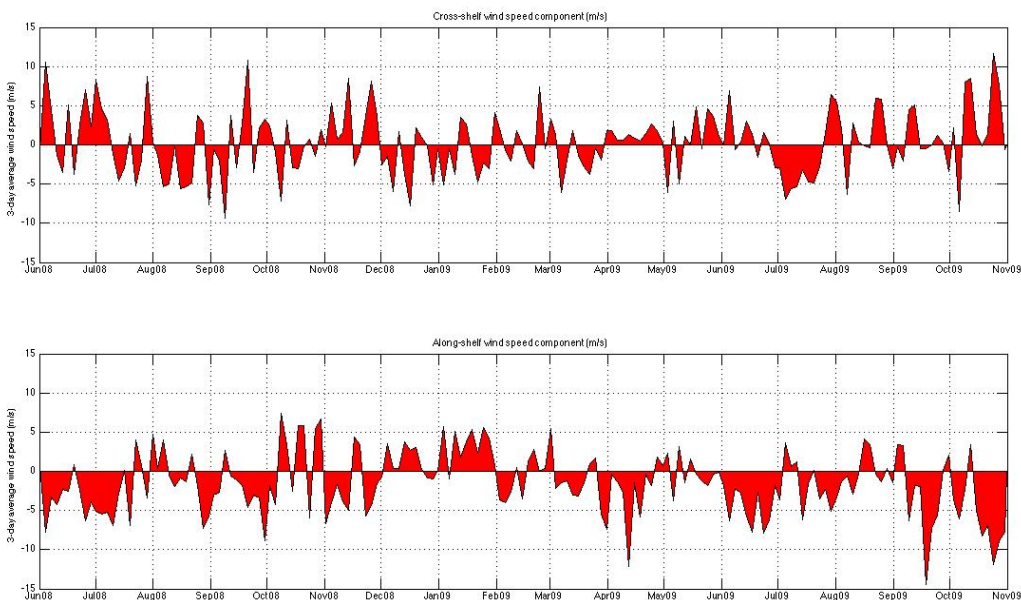 Cross-shelf wind speed component (m/s)
3-day average wind speed (m/s)
15
10
5
0
-5
-10
-15
Jun08 Jul08 Aug08 Sep08 Oct08 Nov08 Dec08 Jan09 Feb09 Mar09 Apr09 May09 Jun09 Jul09 Aug09 Sep09 Oct09 Nov09
Along-shelf wind speed component (m/s)
3-day average wind speed (m/s)
15
10
5
0
-5
-10
-15
Jun08 Jul08 Aug08 Sep08 Oct08 Nov08 Dec08 Jan09 Feb09 Mar09 Apr09 May09 Jun09 Jul09 Aug09 Sep09 Oct09 Nov09